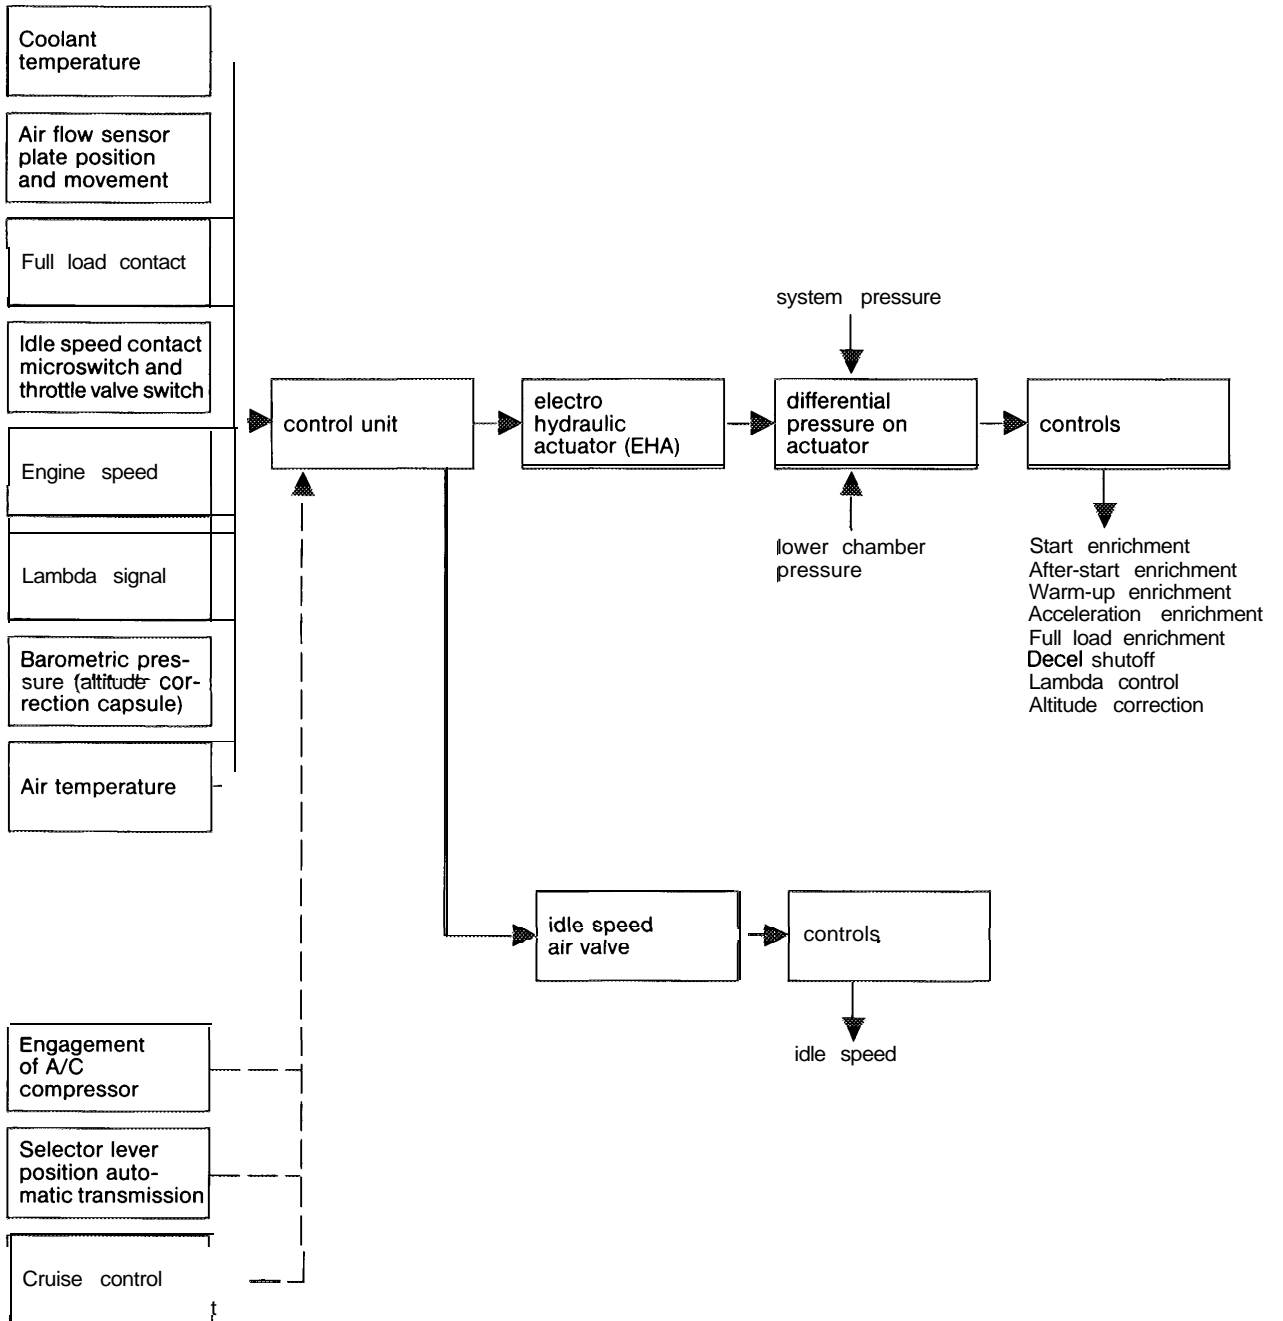 Coolant
temperature
Air flow sensor
plate position
and movement
Full load contact
Idle speed contact
microswitch and
throttle valve switch
Engine speed
Lambda signal
Barometric pres-
sure (altitude cor-
rection capsule)
Air temperature
Engagement
of A/C
compressor
Selector lever
position auto-
matic transmission
Cruise control
t
control unit
electro
hydraulic
actuator (EHA)
system pressure
differential
pressure on
actuator
lower chamber
pressure
controls
Start enrichment
After-start enrichment
Warm-up enrichment
Acceleration enrichment
Full load enrichment
Decel shutoff
Lambda control
Altitude correction
idle speed
air valve
controls
idle speed